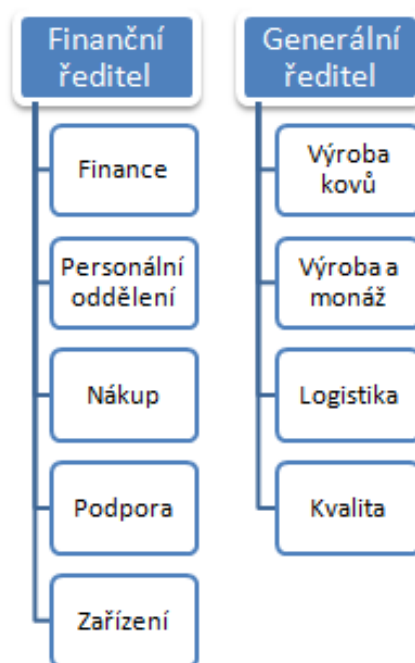 Finanční
ředitel
Finance
Personální
oddělení
Nákup
Podpora
Zařízení
Generální
ředitel
Výroba
kovů
Výroba a
monáž
Logistika
Kvalita